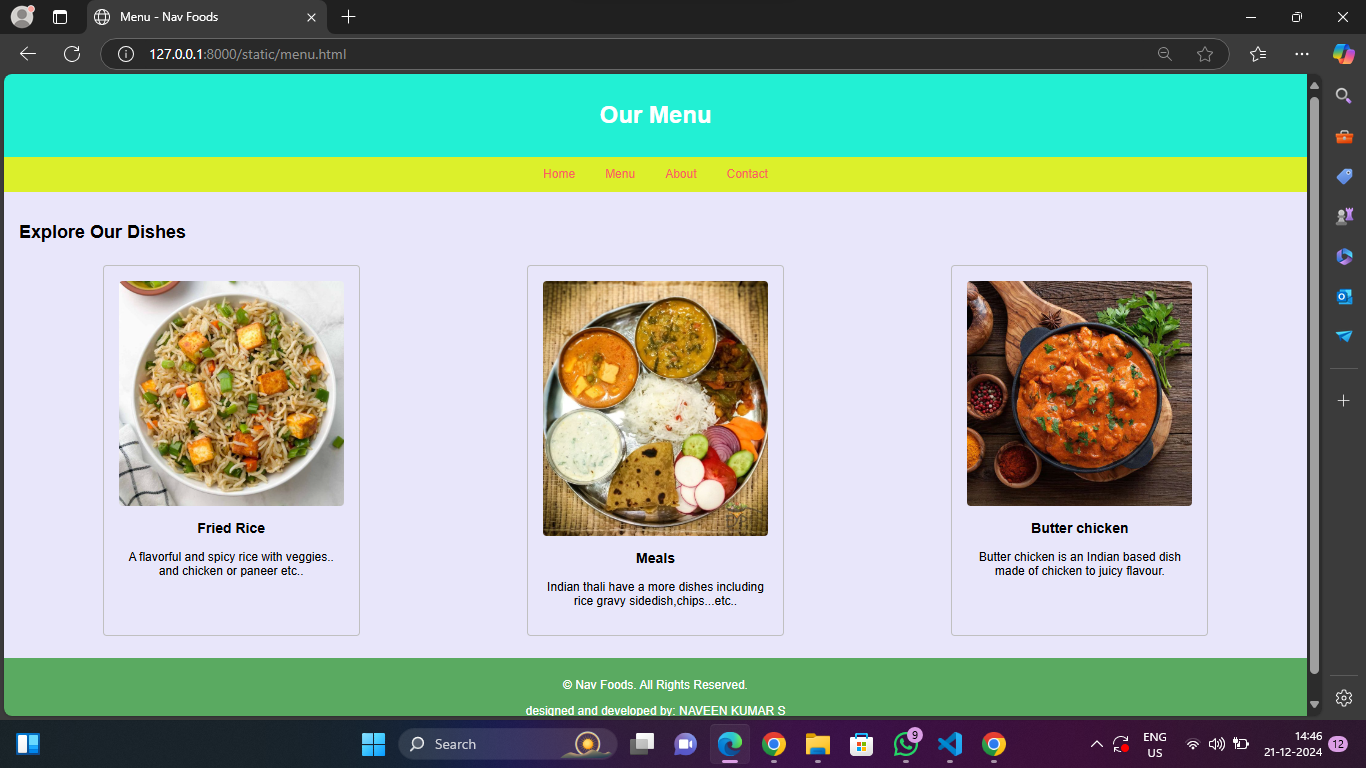 Menu - Nav Foods
127.0.0.1:8000/static/menu.html
Our Menu
Home Menu About Contact
Explore Our Dishes
Fried Rice
A flavorful and spicy rice with veggies..
and chicken or paneer etc..
Meals
Indian thali have a more dishes including
rice gravy sidedish,chips...etc..
Butter chicken
Butter chicken is an Indian based dish
made of chicken to juicy flavour.
© Nav Foods. All Rights Reserved.
designed and developed by: NAVEEN KUMAR S
Search
9
ENG
US
14:46
21-12-2024
12